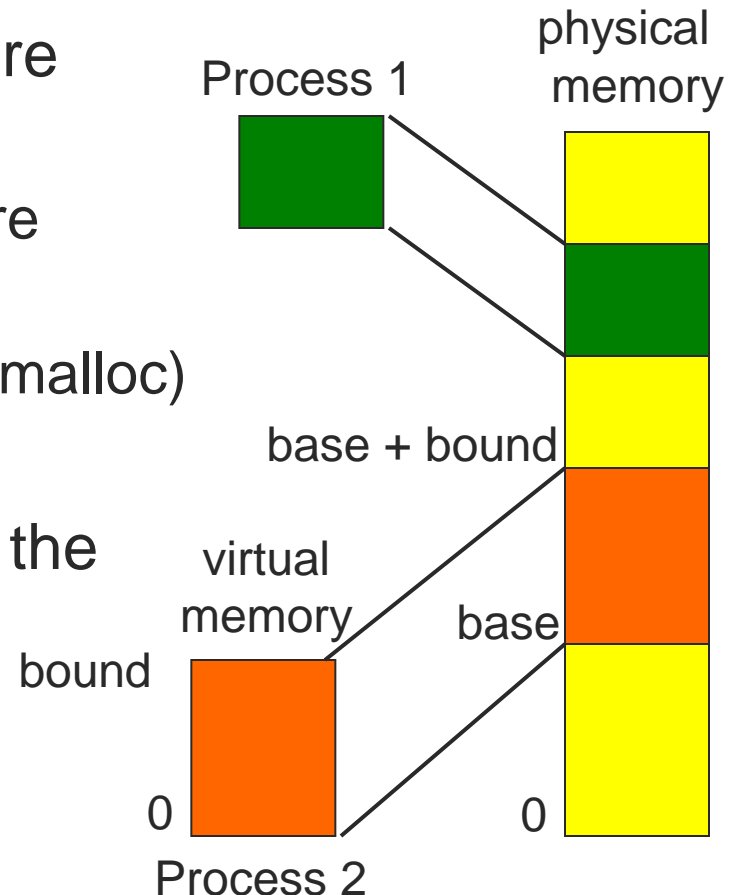 re
re
malloc)
the
Process 1
physical
memory
base + bound
virtual
memory
base
bound
0
0
Process 2